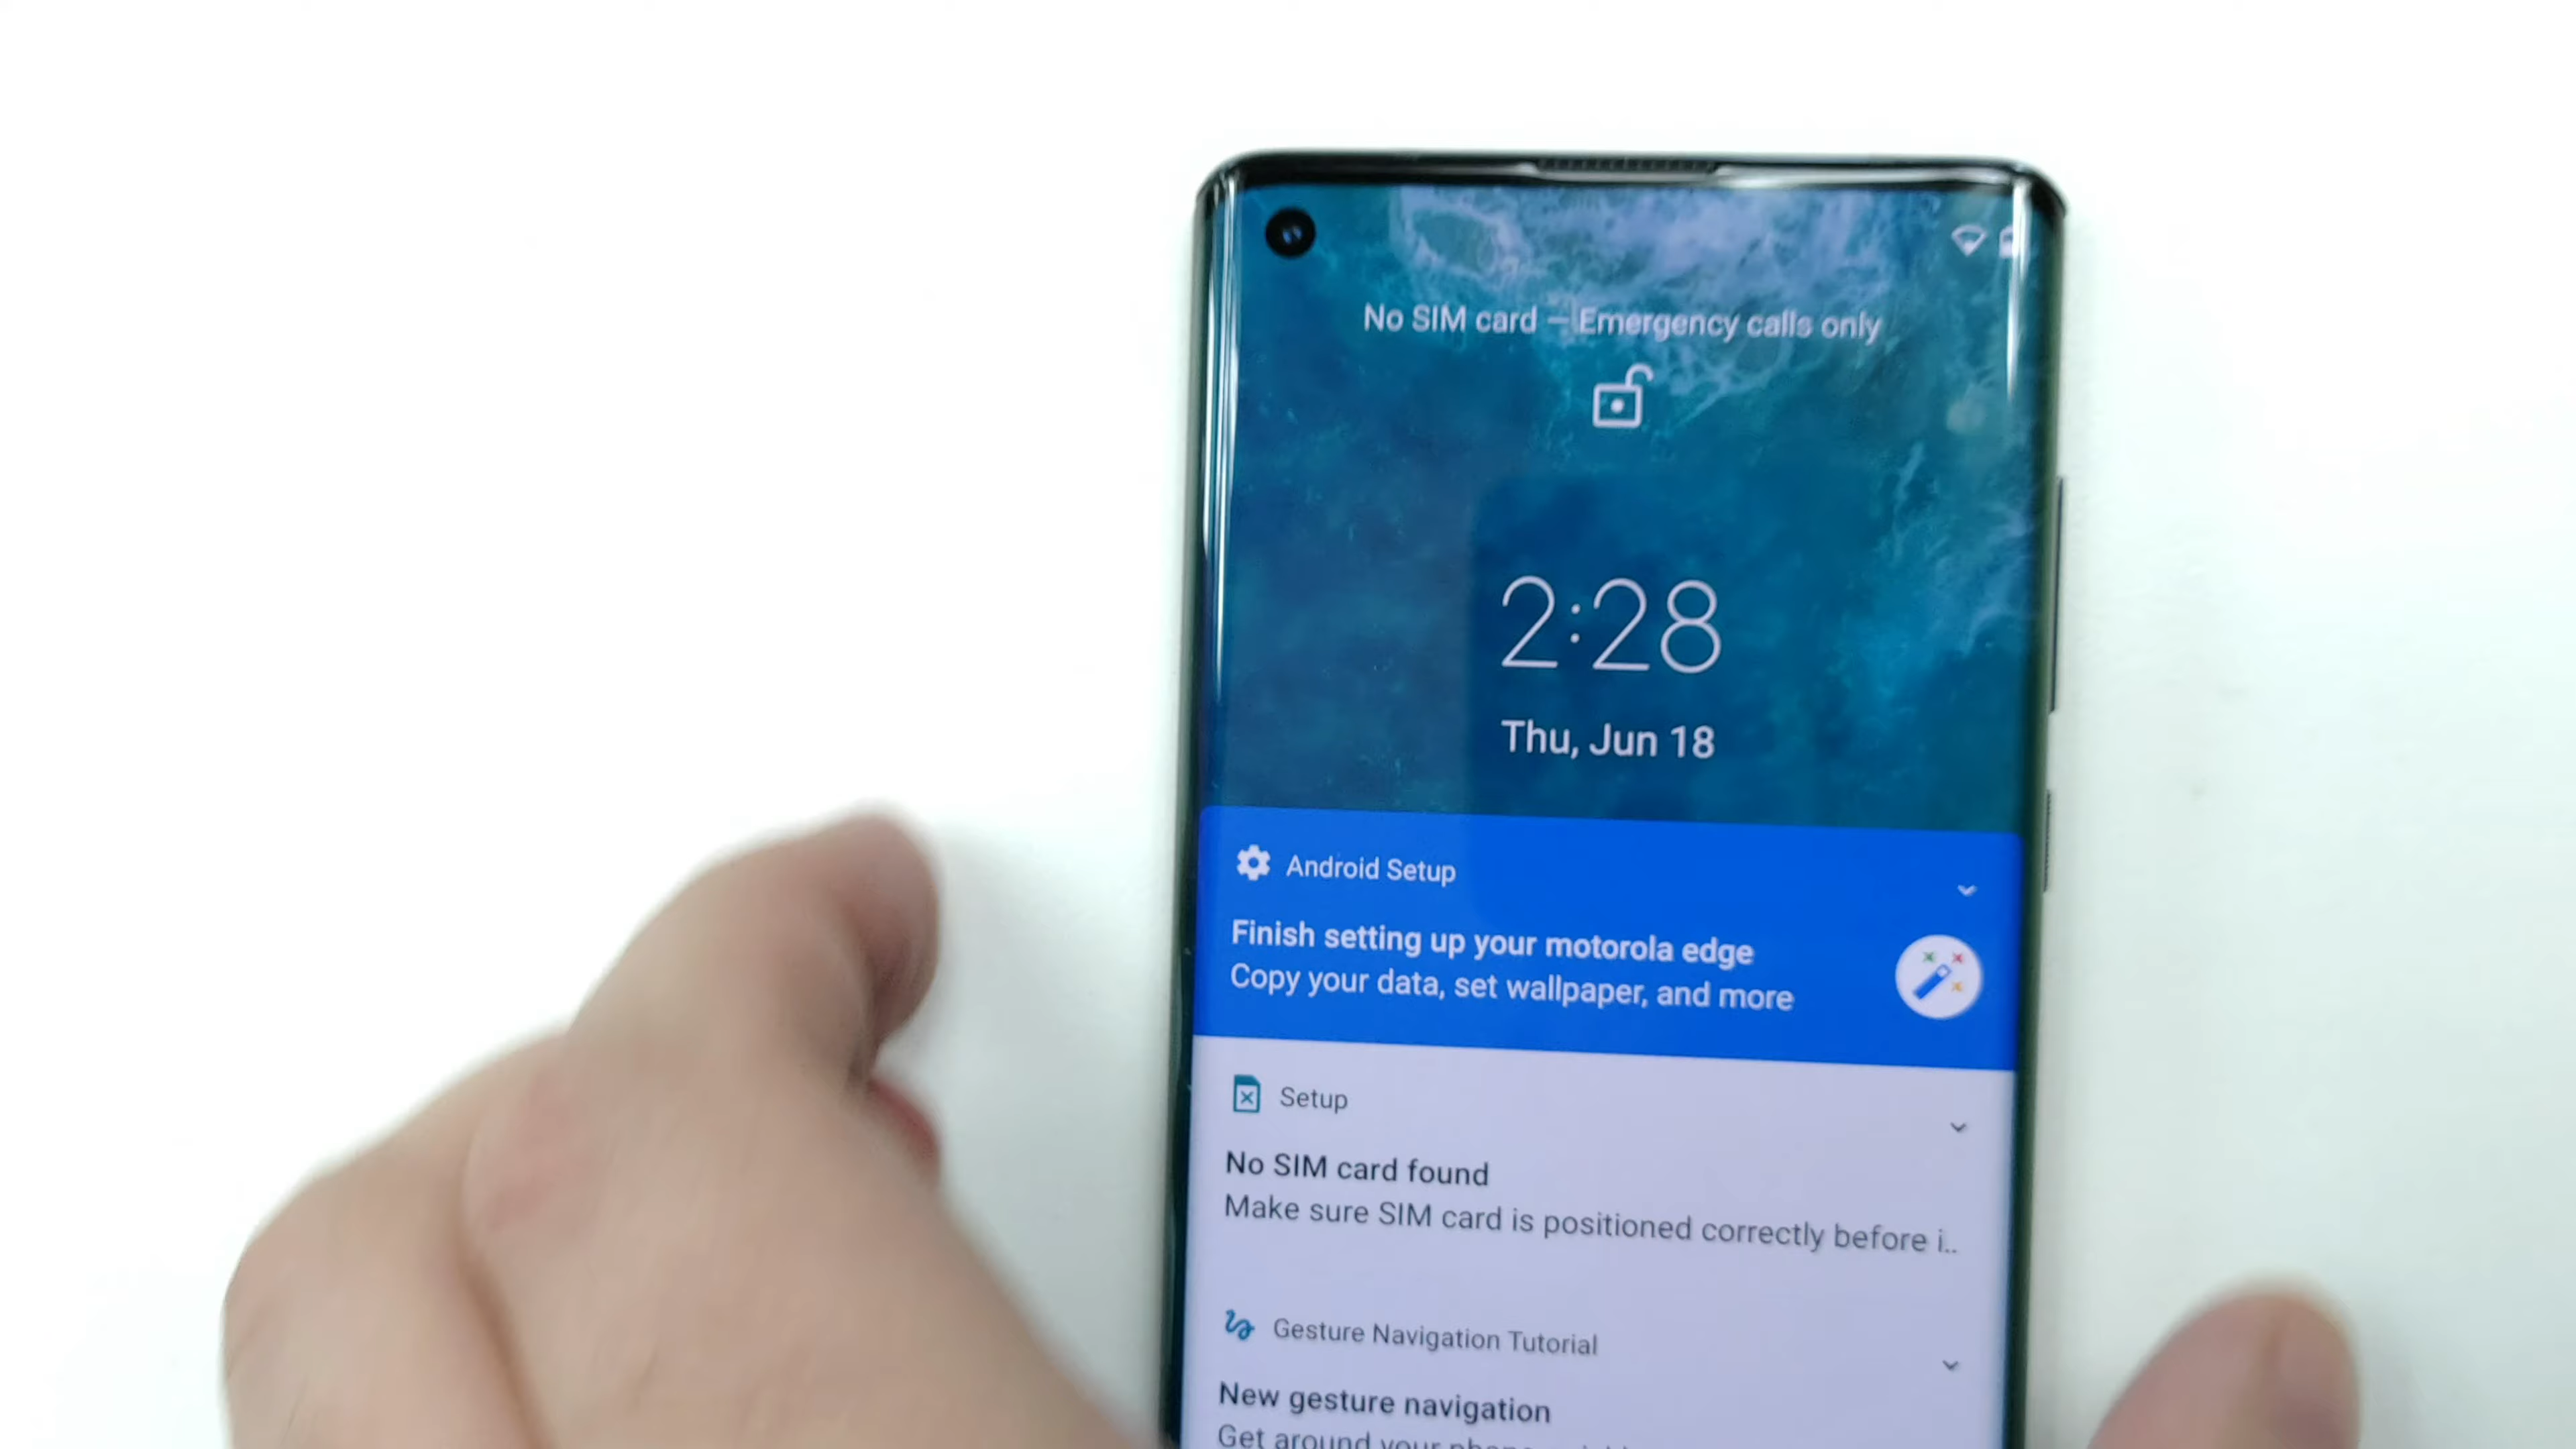 No SIM card – Emergency calls only
2:28
Thu, Jun 18
Android Setup
Finish setting up your motorola edge
Copy your data, set wallpaper, and more
Setup
No SIM card found
Make sure SIM card is positioned correctly before i..
Gesture Navigation Tutorial
New gesture navigation
Get around your